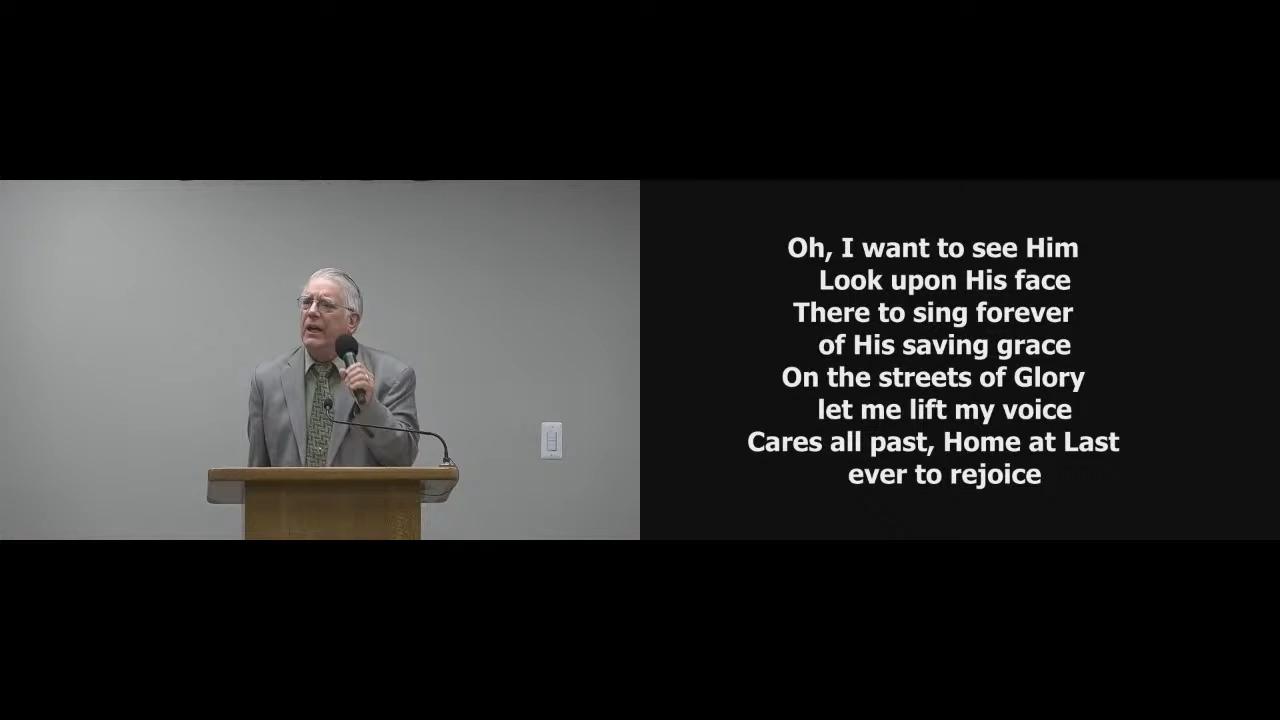 Oh, I want to see Him
Look upon His face
There to sing forever
of His saving grace
On the streets of Glory
let me lift my voice
Cares all past, Home at Last
ever to rejoice